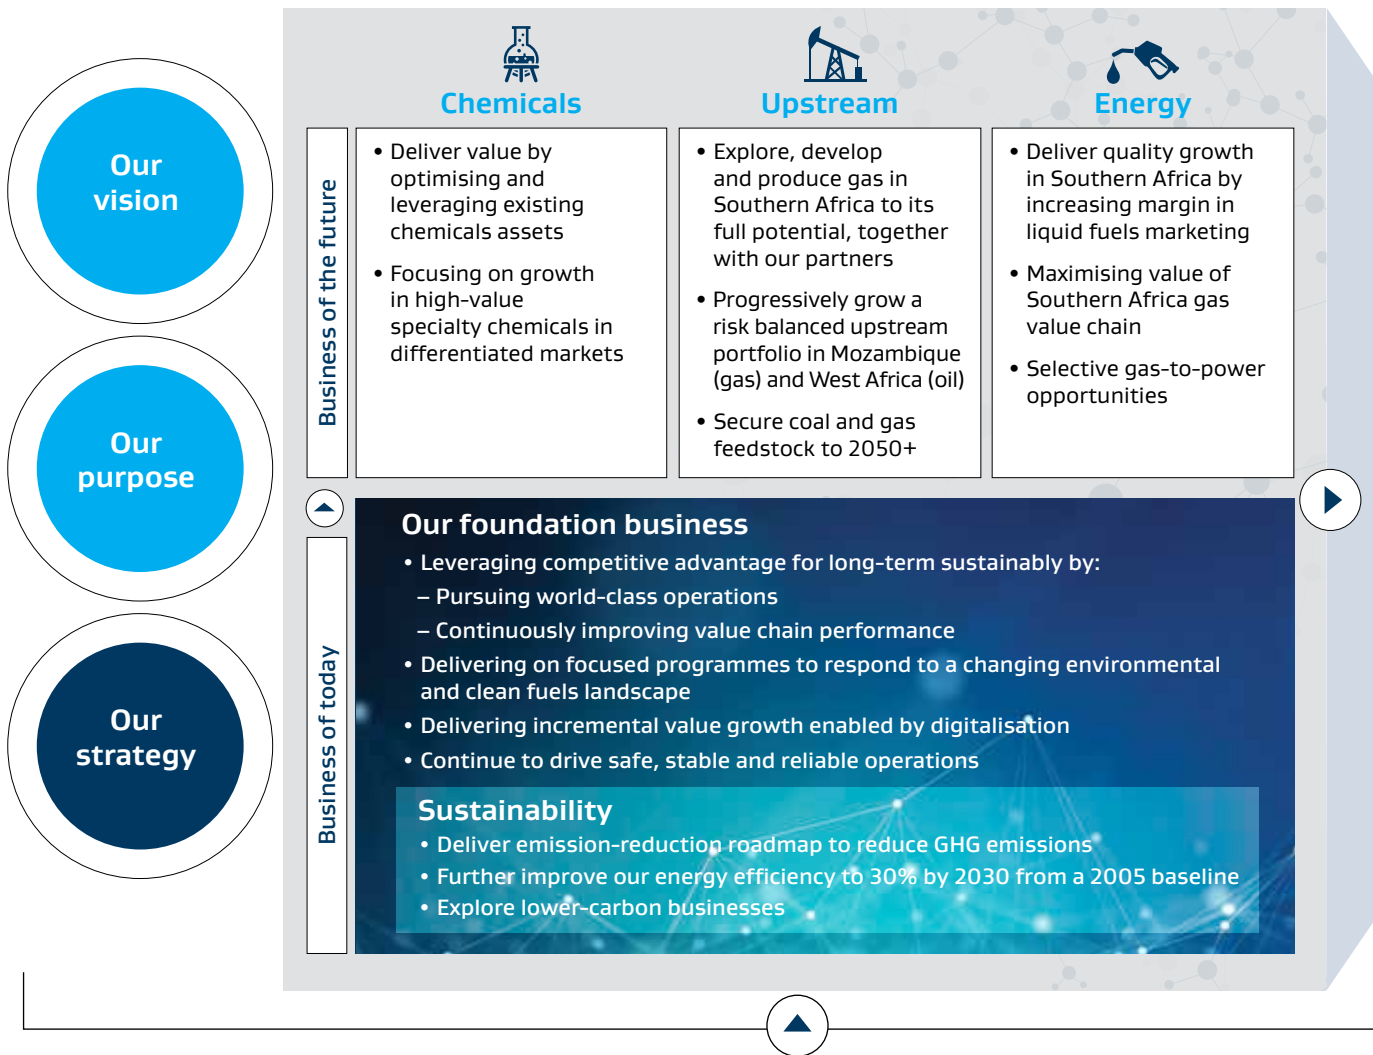 Our
vision
Our
purpose
Our
strategy
Chemicals
Upstream
Energy
Business of the future
• Deliver value by
optimising and
leveraging existing
chemicals assets
• Focusing on growth
in high-value
specialty chemicals in
differentiated markets
• Explore, develop
and produce gas in
Southern Africa to its
full potential, together
with our partners
• Progressively grow a
risk balanced upstream
portfolio in Mozambique
(gas) and West Africa (oil)
• Secure coal and gas
feedstock to 2050+
• Deliver quality growth
in Southern Africa by
increasing margin in
liquid fuels marketing
• Maximising value of
Southern Africa gas
value chain
• Selective gas-to-power
opportunities
Business of today
Our foundation business
• Leveraging competitive advantage for long-term sustainably by:
– Pursuing world-class operations
– Continuously improving value chain performance
• Delivering on focused programmes to respond to a changing environmental
and clean fuels landscape
• Delivering incremental value growth enabled by digitalisation
• Continue to drive safe, stable and reliable operations
Sustainability
• Deliver emission-reduction roadmap to reduce GHG emissions
• Further improve our energy efficiency to 30% by 2030 from a 2005 baseline
• Explore lower-carbon businesses